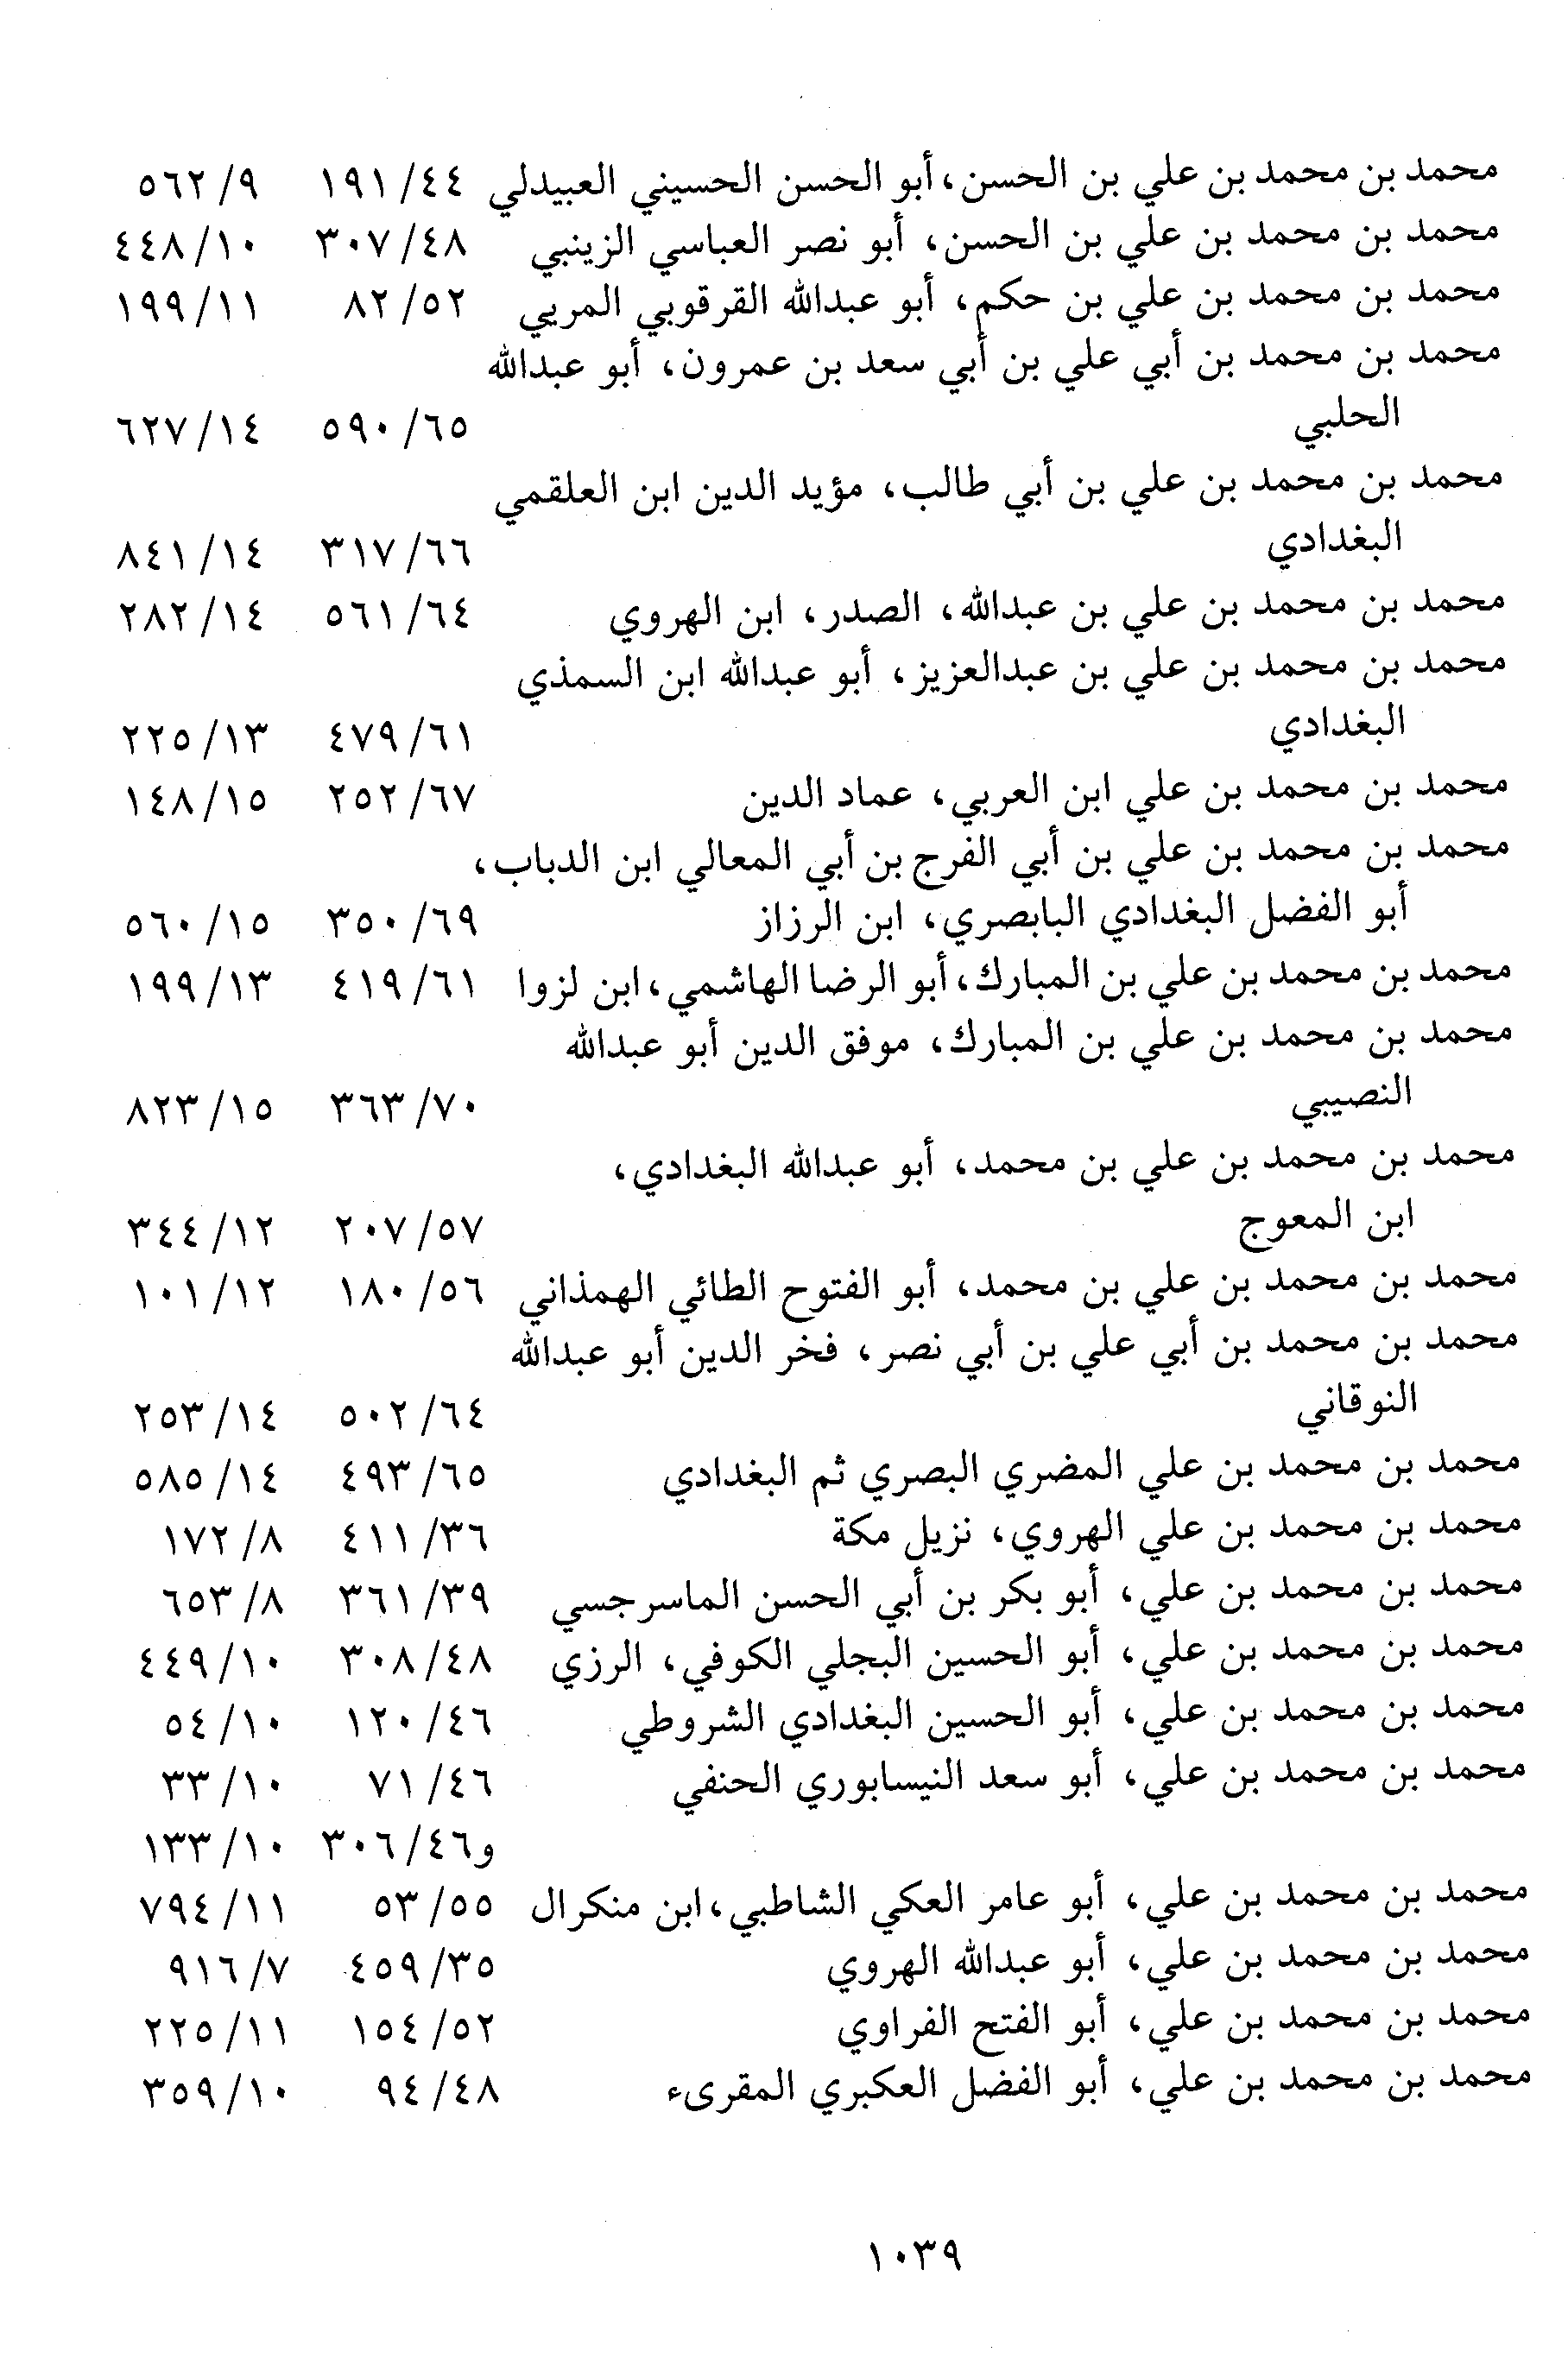 محمد بن محمد بن علي بن الحسن، أبو الحسن الحسيني العبيدلي ٤٤/ ١٩١ ٩/ ٥٦٢
محمد بن محمد بن علي بن الحسن، أبو نصر العباسي الزينبي ٤٨/ ٣٠٧ ١٠/ ٤٤٨
محمد بن محمد بن علي بن حكم، أبو عبدالله القرقوبي المريي ٥٢/ ٨٢ ١١/ ١٩٩
محمد بن محمد بن أبي علي بن أبي سعد بن عمرون، أبو عبدالله
الحلبي ٦٥/ ٥٩٠ ١٤/ ٦٢٧
محمد بن محمد بن علي بن أبي طالب، مؤيد الدين ابن العلقمي
البغدادي ٦٦/ ٣١٧ ١٤/ ٨٤١
محمد بن محمد بن علي بن عبدالله، الصدر، ابن الهروي ٦٤/ ٥٦١ ١٤/ ٢٨٢
محمد بن محمد بن علي بن عبدالعزيز، أبو عبدالله ابن السمذي
البغدادي ٦١/ ٤٧٩ ١٣/ ٢٢٥
محمد بن محمد بن علي ابن العربي، عماد الدين ٦٧/ ٢٥٢ ١٥/ ١٤٨
محمد بن محمد بن علي بن أبي الفرج بن أبي المعالي ابن الدباب،
أبو الفضل البغدادي البابصري، ابن الرزاز ٦٩/ ٣٥٠ ١٥/ ٥٦٠
محمد بن محمد بن علي بن المبارك، أبو الرضا الهاشمي، ابن لزوا ٦١/ ٤١٩ ١٣/ ١٩٩
محمد بن محمد بن علي بن المبارك، موفق الدين أبو عبدالله
النصيبي ٧٠/ ٣٦٣ ١٥/ ٨٢٣
محمد بن محمد بن علي بن محمد، أبو عبدالله البغدادي،
ابن المعوج ٥٧/ ٢٠٧ ١٢/ ٣٤٤
محمد بن محمد بن علي بن محمد، أبو الفتوح الطائي الهمذاني ٥٦/ ١٨٠ ١٢/ ١٠١
محمد بن محمد بن أبي علي بن أبي نصر، فخر الدين أبو عبدالله
النوقاني ٦٤/ ٥٠٢ ١٤/ ٢٥٣
محمد بن محمد بن علي المضري البصري ثم البغدادي ٦٥/ ٤٩٣ ١٤/ ٥٨٥
محمد بن محمد بن علي الهروي، نزيل مكة ٣٦/ ٤١١ ٨/ ١٧٢
محمد بن محمد بن علي، أبو بكر بن أبي الحسن الماسرجسي ٣٩/ ٣٦١ ٨/ ٦٥٣
محمد بن محمد بن علي، أبو الحسين البجلي الكوفي، الرزي ٤٨/ ٣٠٨ ١٠/ ٤٤٩
محمد بن محمد بن علي، أبو الحسين البغدادي الشروطي ٤٦/ ١٢٠ ١٠/ ٥٤
محمد بن محمد بن علي، أبو سعد النيسابوري الحنفي ٤٦/ ٧١ ١٠/ ٣٣
و٤٦/ ٣٠٦ ١٠/ ١٣٣
محمد بن محمد بن علي، أبو عامر العكي الشاطبي، ابن منكرال ٥٥/ ٥٣ ١١/ ٧٩٤
محمد بن محمد بن علي، أبو عبدالله الهروي ٣٥/ ٤٥٩ ٧/ ٩١٦
محمد بن محمد بن علي، أبو الفتح الفراوي ٥٢/ ١٥٤ ١١/ ٢٢٥
محمد بن محمد بن علي، أبو الفضل العكبري المقرىء ٤٨/ ٩٤ ١٠/ ٣٥٩
١٠٣٩